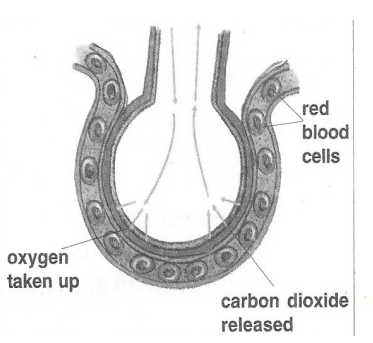 red
blood
cells
oxygen
taken up
carbon dioxide
released